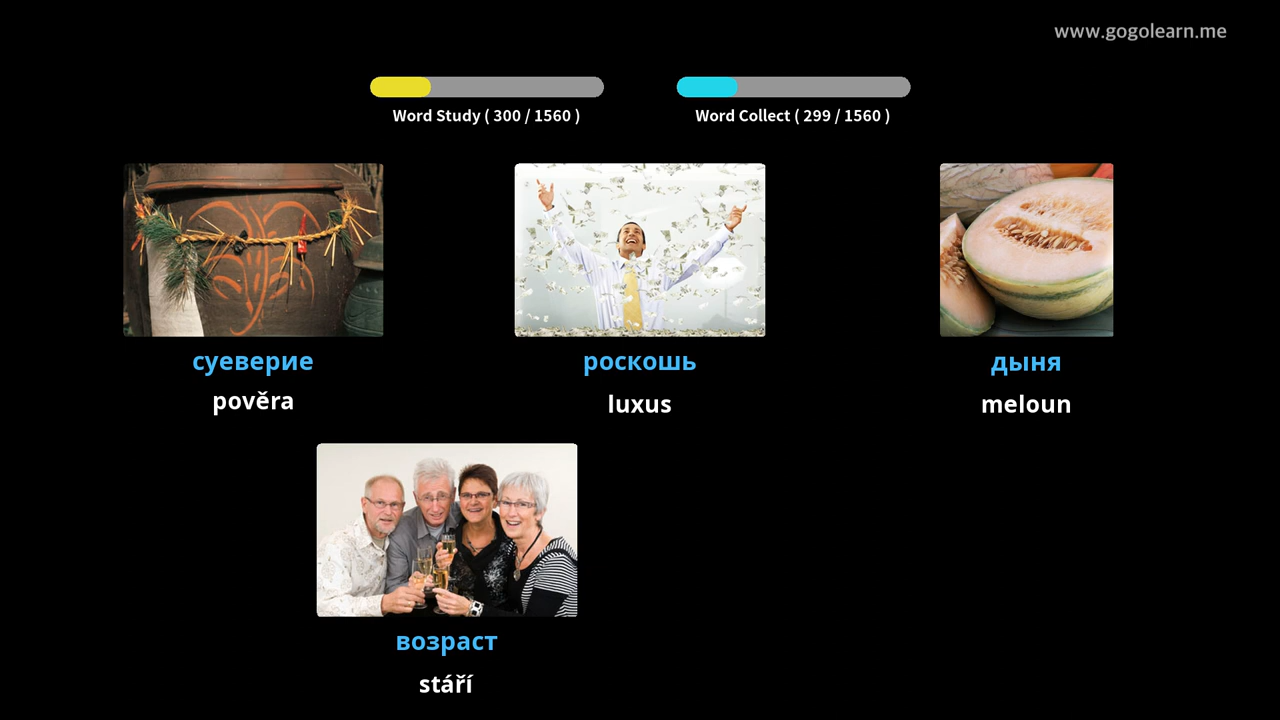 www.gogolearn.me
Word Study ( 300 / 1560 )
Word Collect ( 299 / 1560 )
суеверие
pověra
роскошь
luxus
дыня
meloun
возраст
stáří